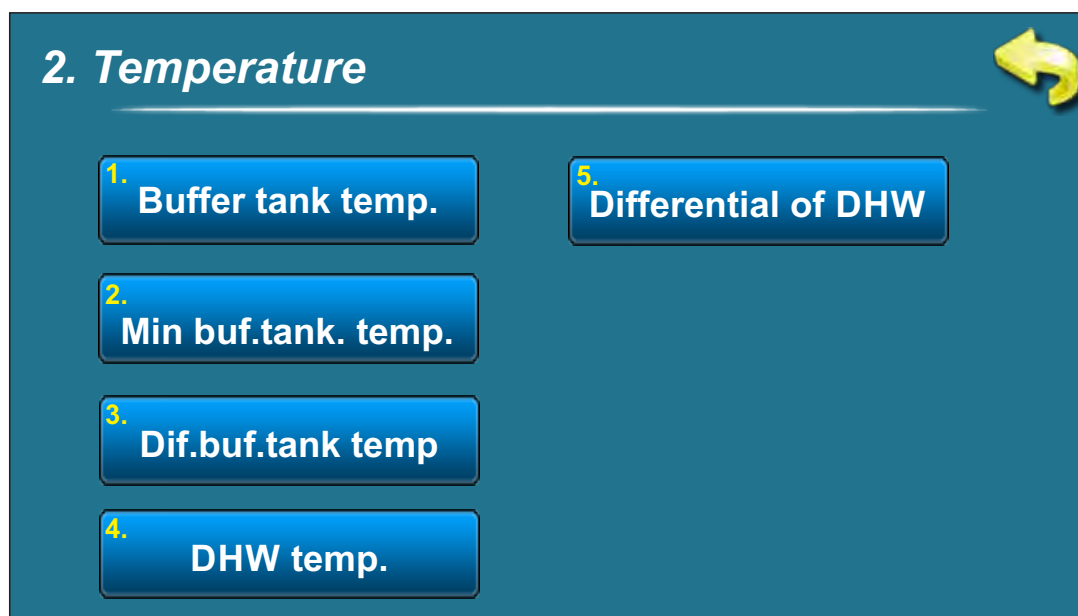 2. Temperature
1.
Buffer tank temp.
2.
Min buf.tank. temp.
3.
Dif.buf.tank temp
4.
DHW temp.
5.
Differential of DHW